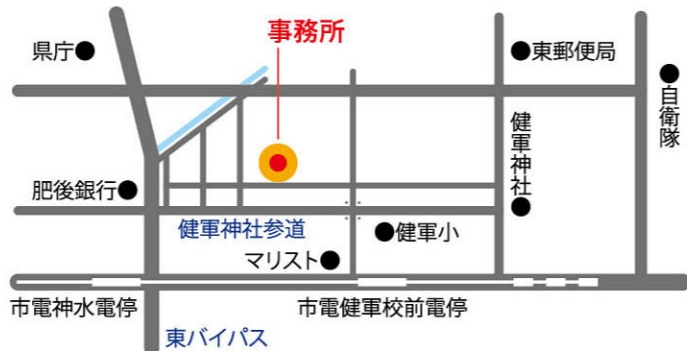 事務所
県庁
東郵便局
自衛隊
健軍神社
肥後銀行
健軍神社参道
健軍小
マリスト
市電神水電停
市電健軍校前電停
東バイパス